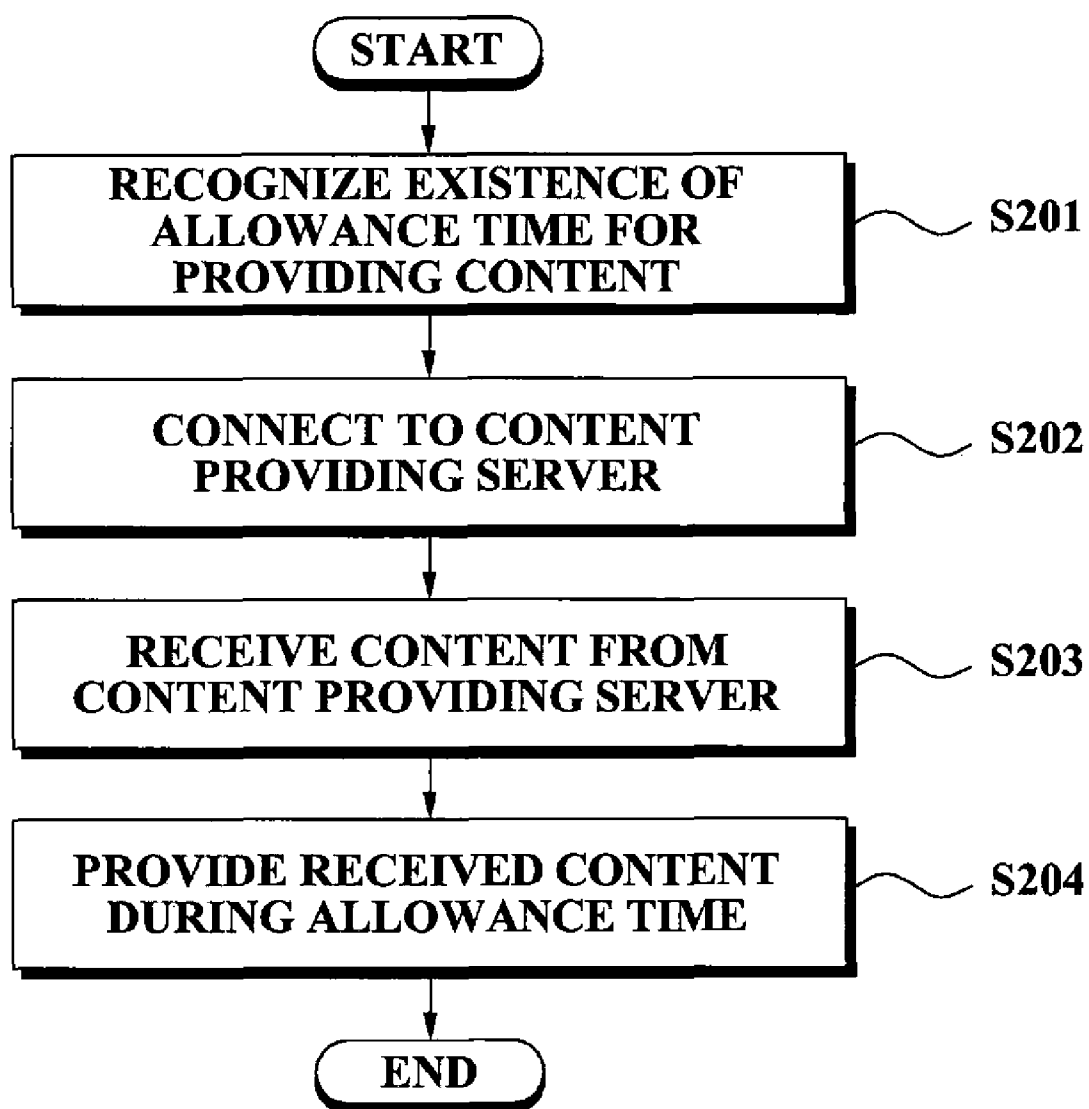 START
RECOGNIZE EXISTENCE OF
ALLOWANCE TIME FOR
PROVIDING CONTENT
S201
CONNECT TO CONTENT
PROVIDING SERVER
S202
RECEIVE CONTENT FROM
CONTENT PROVIDING SERVER
S203
PROVIDE RECEIVED CONTENT
DURING ALLOWANCE TIME
S204
END